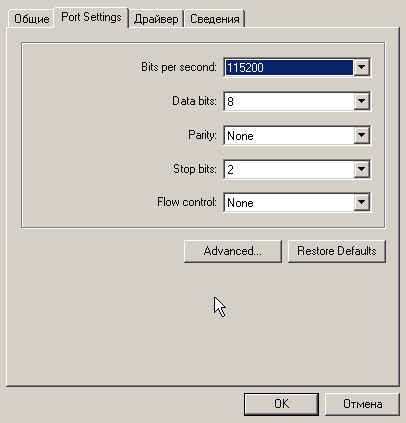 Общие Port Settings Драйвер Сведения
Bits per second: 115200
Data bits: 8
Parity: None
Stop bits: 2
Flow control: None
Advanced... Restore Defaults
OK Отмена